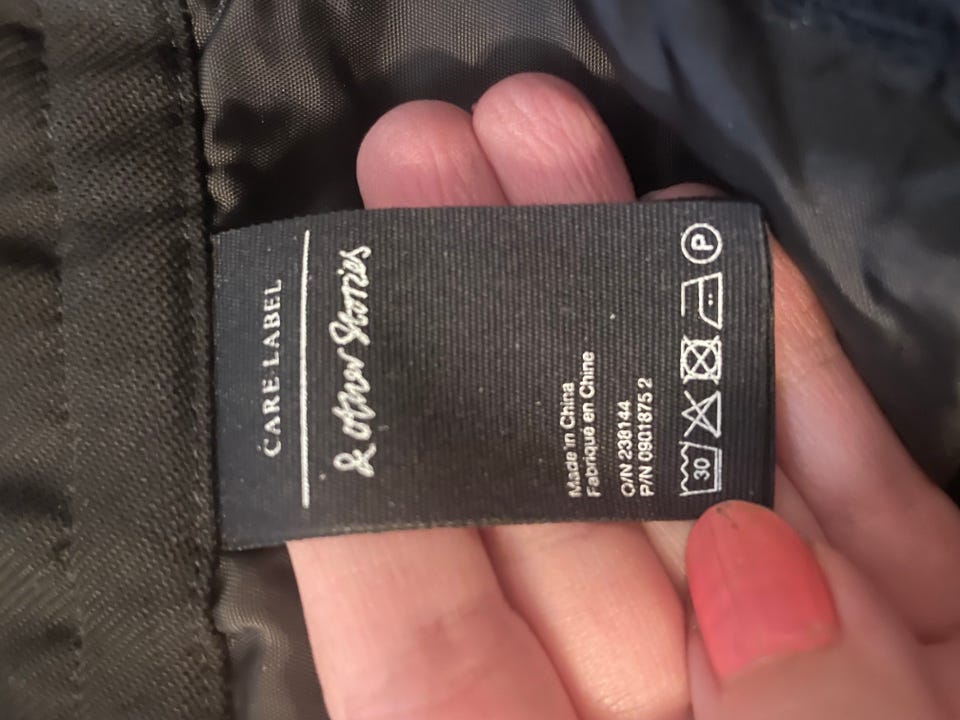 CARE LABEL
& Other Stories
Made in China
Fabriqué en Chine
O/N 238144
P/N 0901875 2
30
P